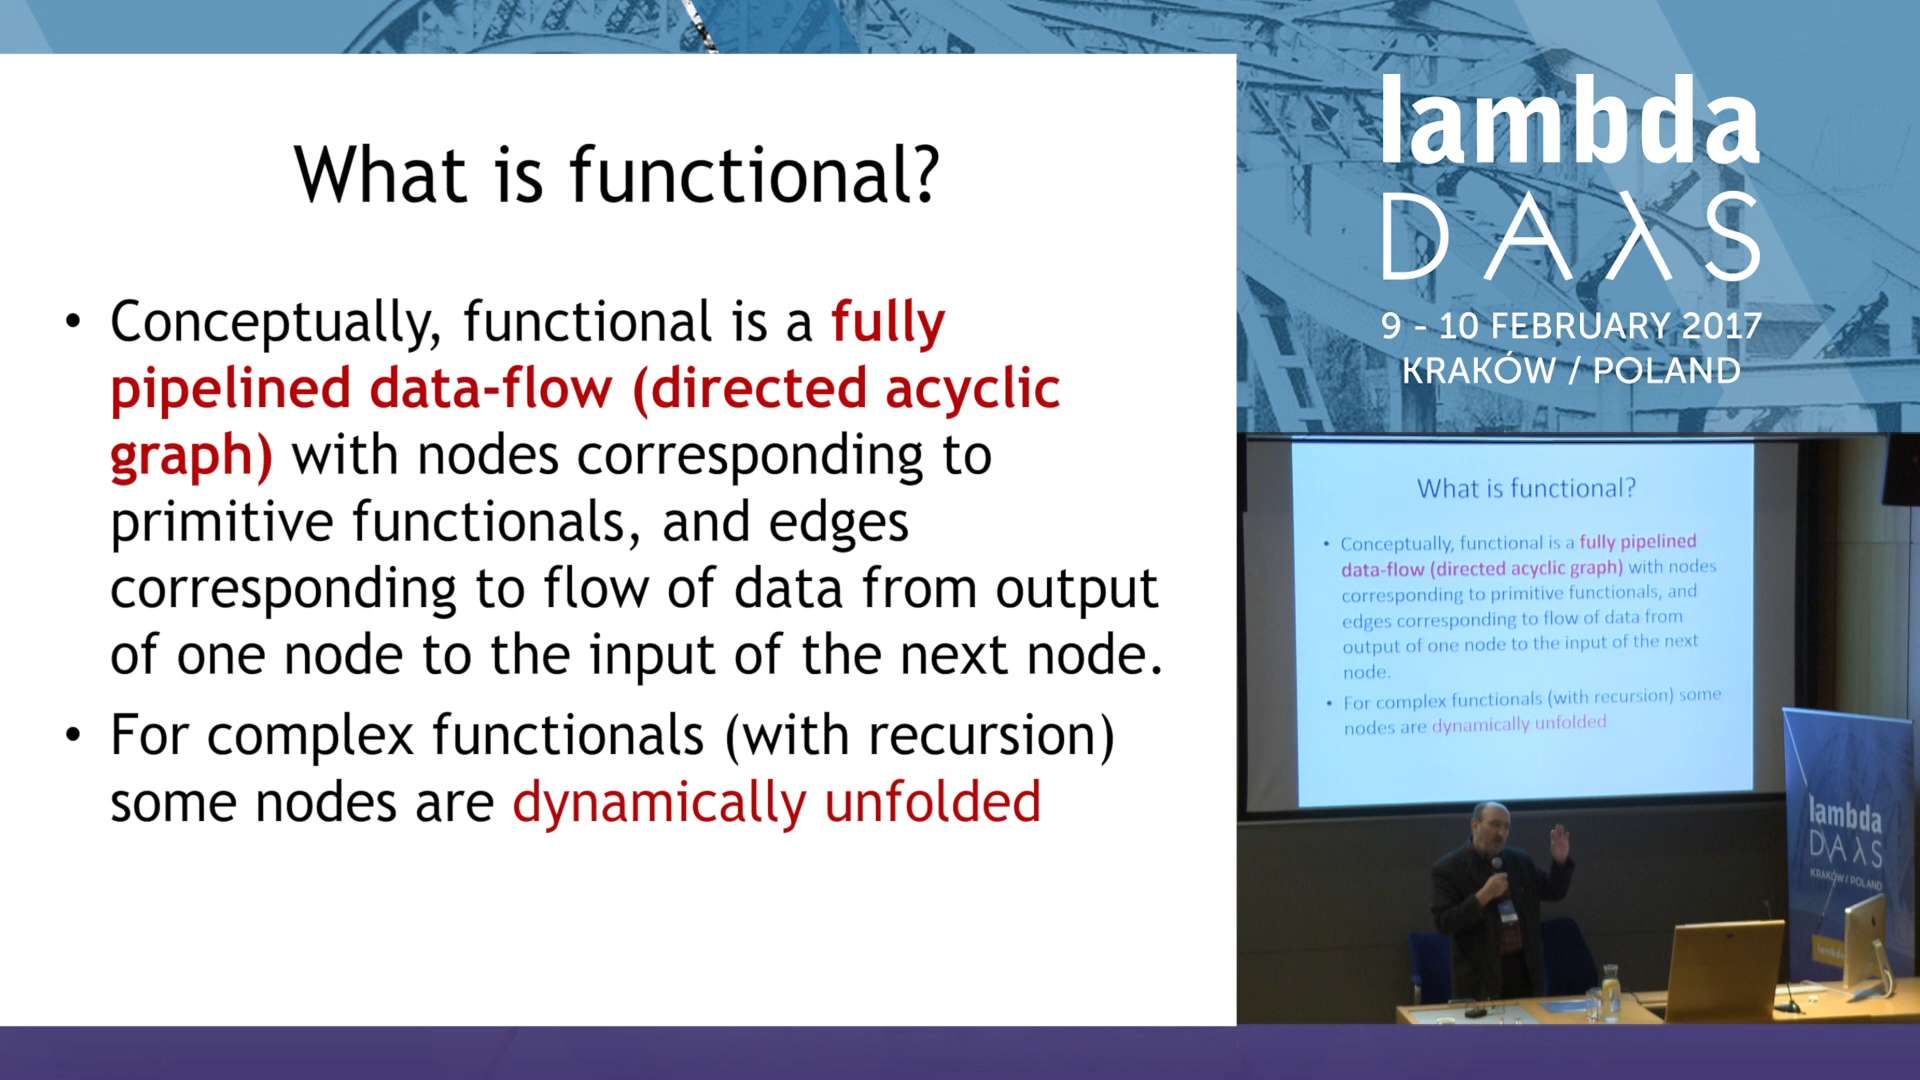 What is functional?
• Conceptually, functional is a fully
pipelined data-flow (directed acyclic
graph) with nodes corresponding to
primitive functionals, and edges
corresponding to flow of data from output
of one node to the input of the next node.
• For complex functionals (with recursion)
some nodes are dynamically unfolded
lambda
DAλS
9 - 10 FEBRUARY 2017
KRAKÓW / POLAND
What is functional?
• Conceptually, functional is a fully pipelined
data-flow (directed acyclic graph) with nodes
corresponding to primitive functionals, and
edges corresponding to flow of data from
output of one node to the input of the next
node.
• For complex functionals (with recursion) some
nodes are dynamically unfolded
lambda
DAλS
KRAKÓW / POLAND